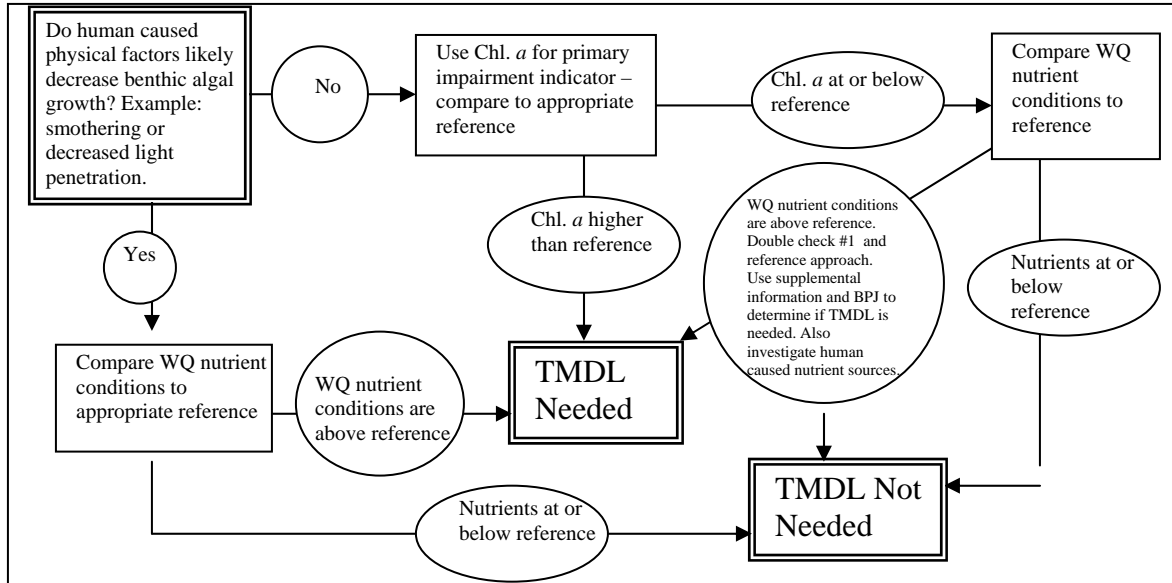 Do human caused
physical factors likely
decrease benthic algal
growth? Example:
smothering or
decreased light
penetration.
No
Use Chl. a for primary
impairment indicator –
compare to appropriate
reference
Chl. a at or below
reference
Compare WQ
nutrient
conditions to
reference
Yes
Chl. a higher
than reference
WQ nutrient conditions
are above reference.
Double check #1 and
reference approach.
Use supplemental
information and BPJ to
determine if TMDL is
needed. Also
investigate human
caused nutrient sources.
Nutrients at or
below
reference
Compare WQ nutrient
conditions to
appropriate reference
WQ nutrient
conditions are
above reference
TMDL
Needed
Nutrients at or
below reference
TMDL Not
Needed